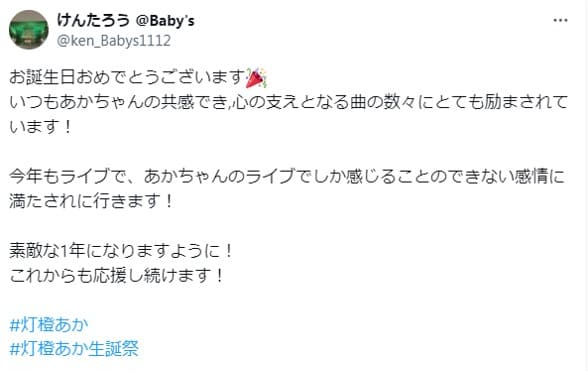 けんたろう @Baby's
@ken_Babys1112
お誕生日おめでとうございます🎉
いつもあかちゃんの共感でき,心の支えとなる曲の数々にとても励まされて
います！
今年もライブで、あかちゃんのライブでしか感じることのできない感情に
満たされに行きます！
素敵な1年になりますように！
これからも応援し続けます！
#灯橙あか
#灯橙あか生誕祭